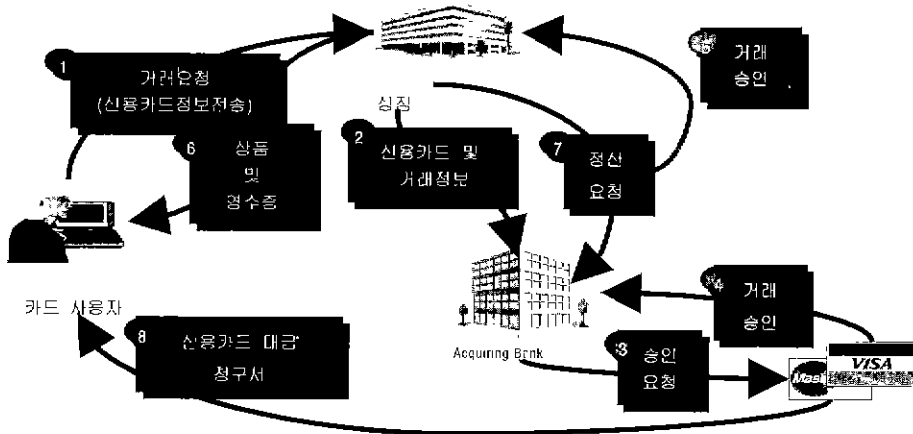 1
거래요청
(신용카드정보전송)
5
거래
승인
상점
6
상품
및
영수증
2
신용카드 및
거래정보
7
정산
요청
4
거래
승인
카드 사용자
8
신용카드 대금
청구서
Acquiring Bank
3
승인
요청
VISA